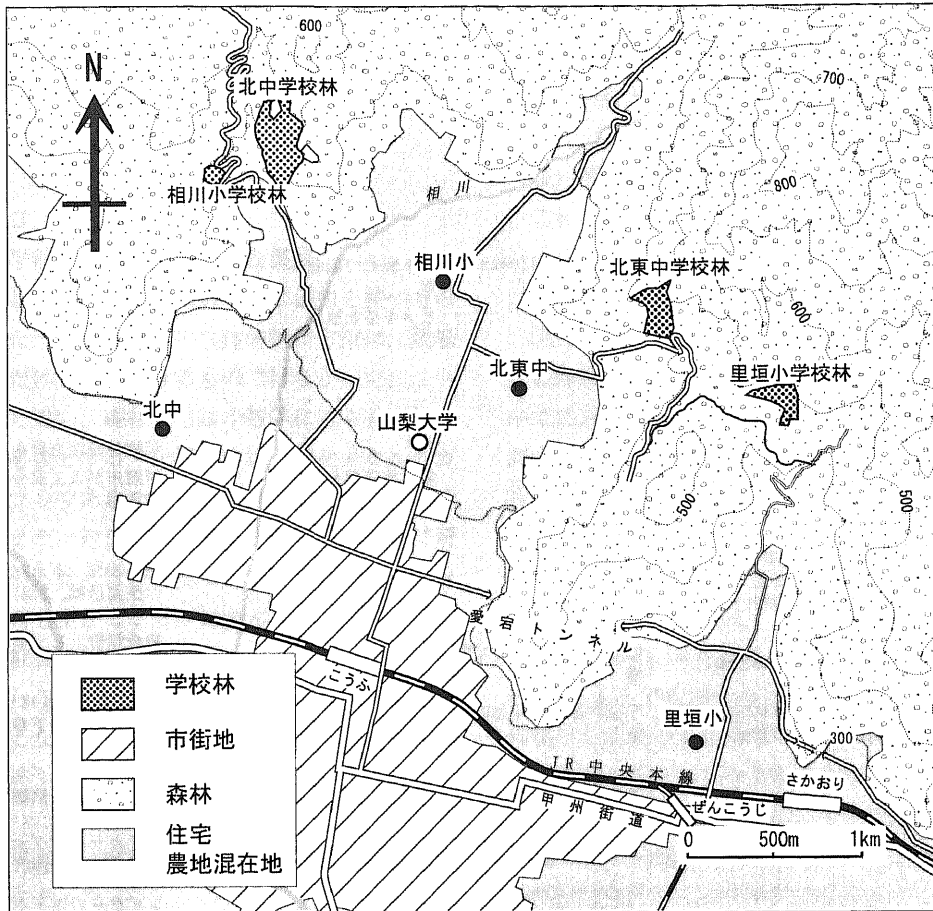 600
N
北中学校林
700
相川小学校林
相川
800
相川小
北東中学校林
600
北東中
里垣小学校林
北中
山梨大学
500
500
愛宕トンネル
こうふ
里垣小
300
JR中央本線
さかおり
甲州街道
ぜんこうじ
0 500m 1km
学校林
市街地
森林
住宅
農地混在地